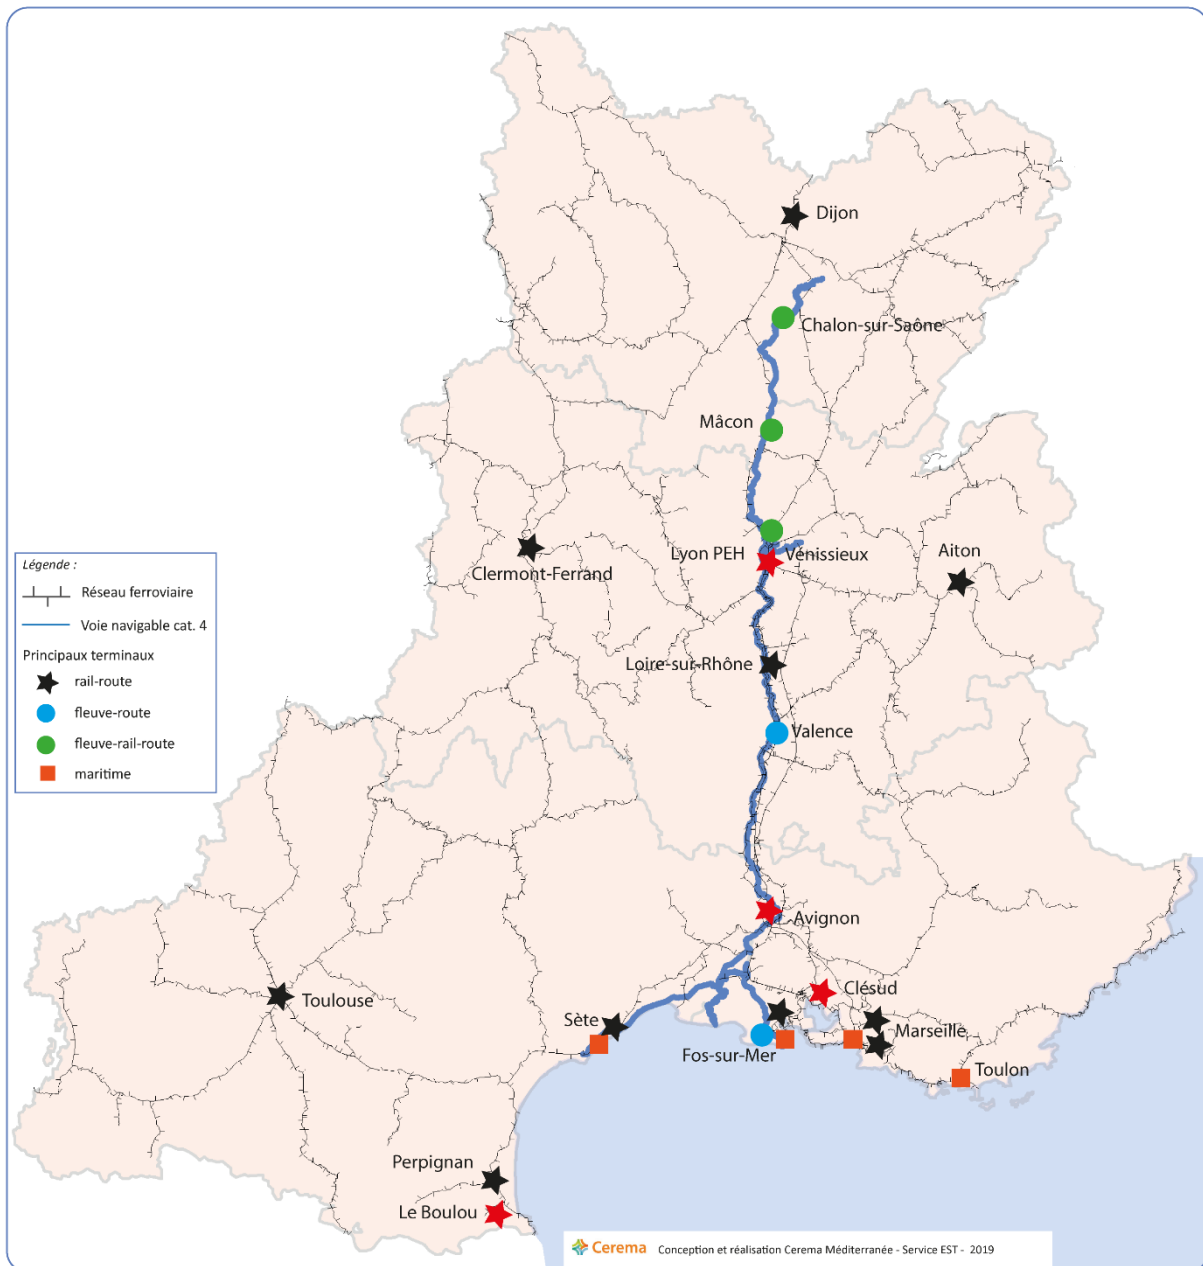 Dijon
Chalon-sur-Saône
Mâcon
Lyon PEH
Vénissieux
Aiton
Clermont-Ferrand
Légende :
Réseau ferroviaire
Voie navigable cat. 4
Principaux terminaux
rail-route
fleuve-route
fleuve-rail-route
maritime
Loire-sur-Rhône
Valence
Avignon
Clésud
Toulouse
Sète
Marseille
Fos-sur-Mer
Toulon
Perpignan
Le Boulou
Cerema Conception et réalisation Cerema Méditerranée - Service EST - 2019